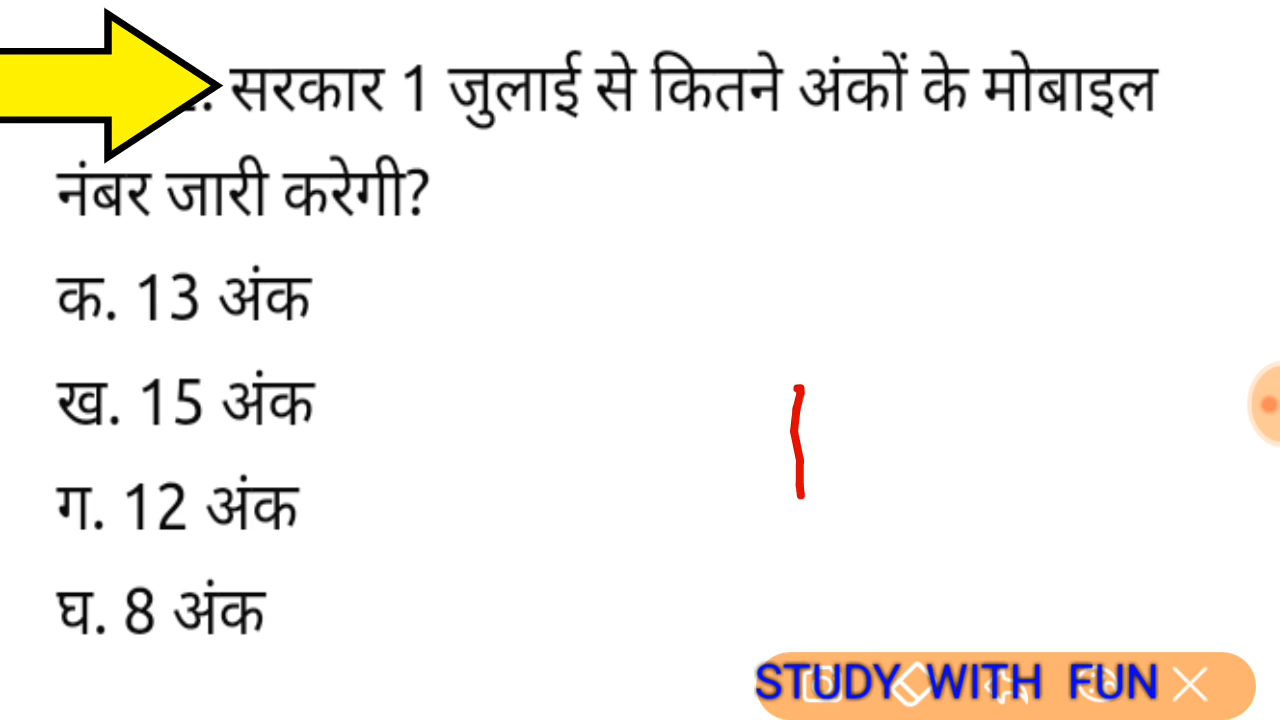 सरकार 1 जुलाई से कितने अंकों के मोबाइल
नंबर जारी करेगी?
क. 13 अंक
ख. 15 अंक
ग. 12 अंक
घ. 8 अंक
STUDY WITH FUN